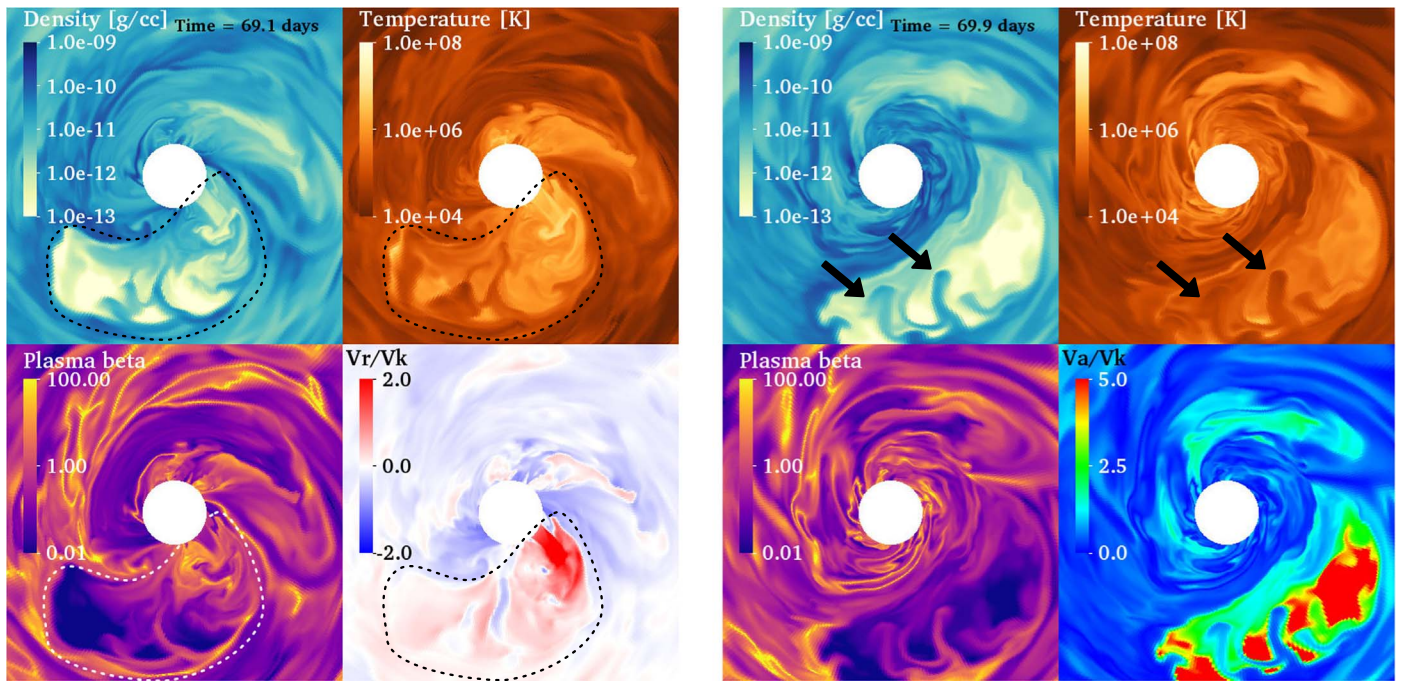 Density [g/cc] Time = 69.1 days
1.0e-09
1.0e-10
1.0e-11
1.0e-12
1.0e-13
Temperature [K]
1.0e+08
1.0e+06
1.0e+04
Plasma beta
100.00
1.00
0.01
Vr/Vk
2.0
0.0
-2.0
Density [g/cc] Time = 69.9 days
1.0e-09
1.0e-10
1.0e-11
1.0e-12
1.0e-13
Temperature [K]
1.0e+08
1.0e+06
1.0e+04
Plasma beta
100.00
1.00
0.01
Va/Vk
5.0
2.5
0.0